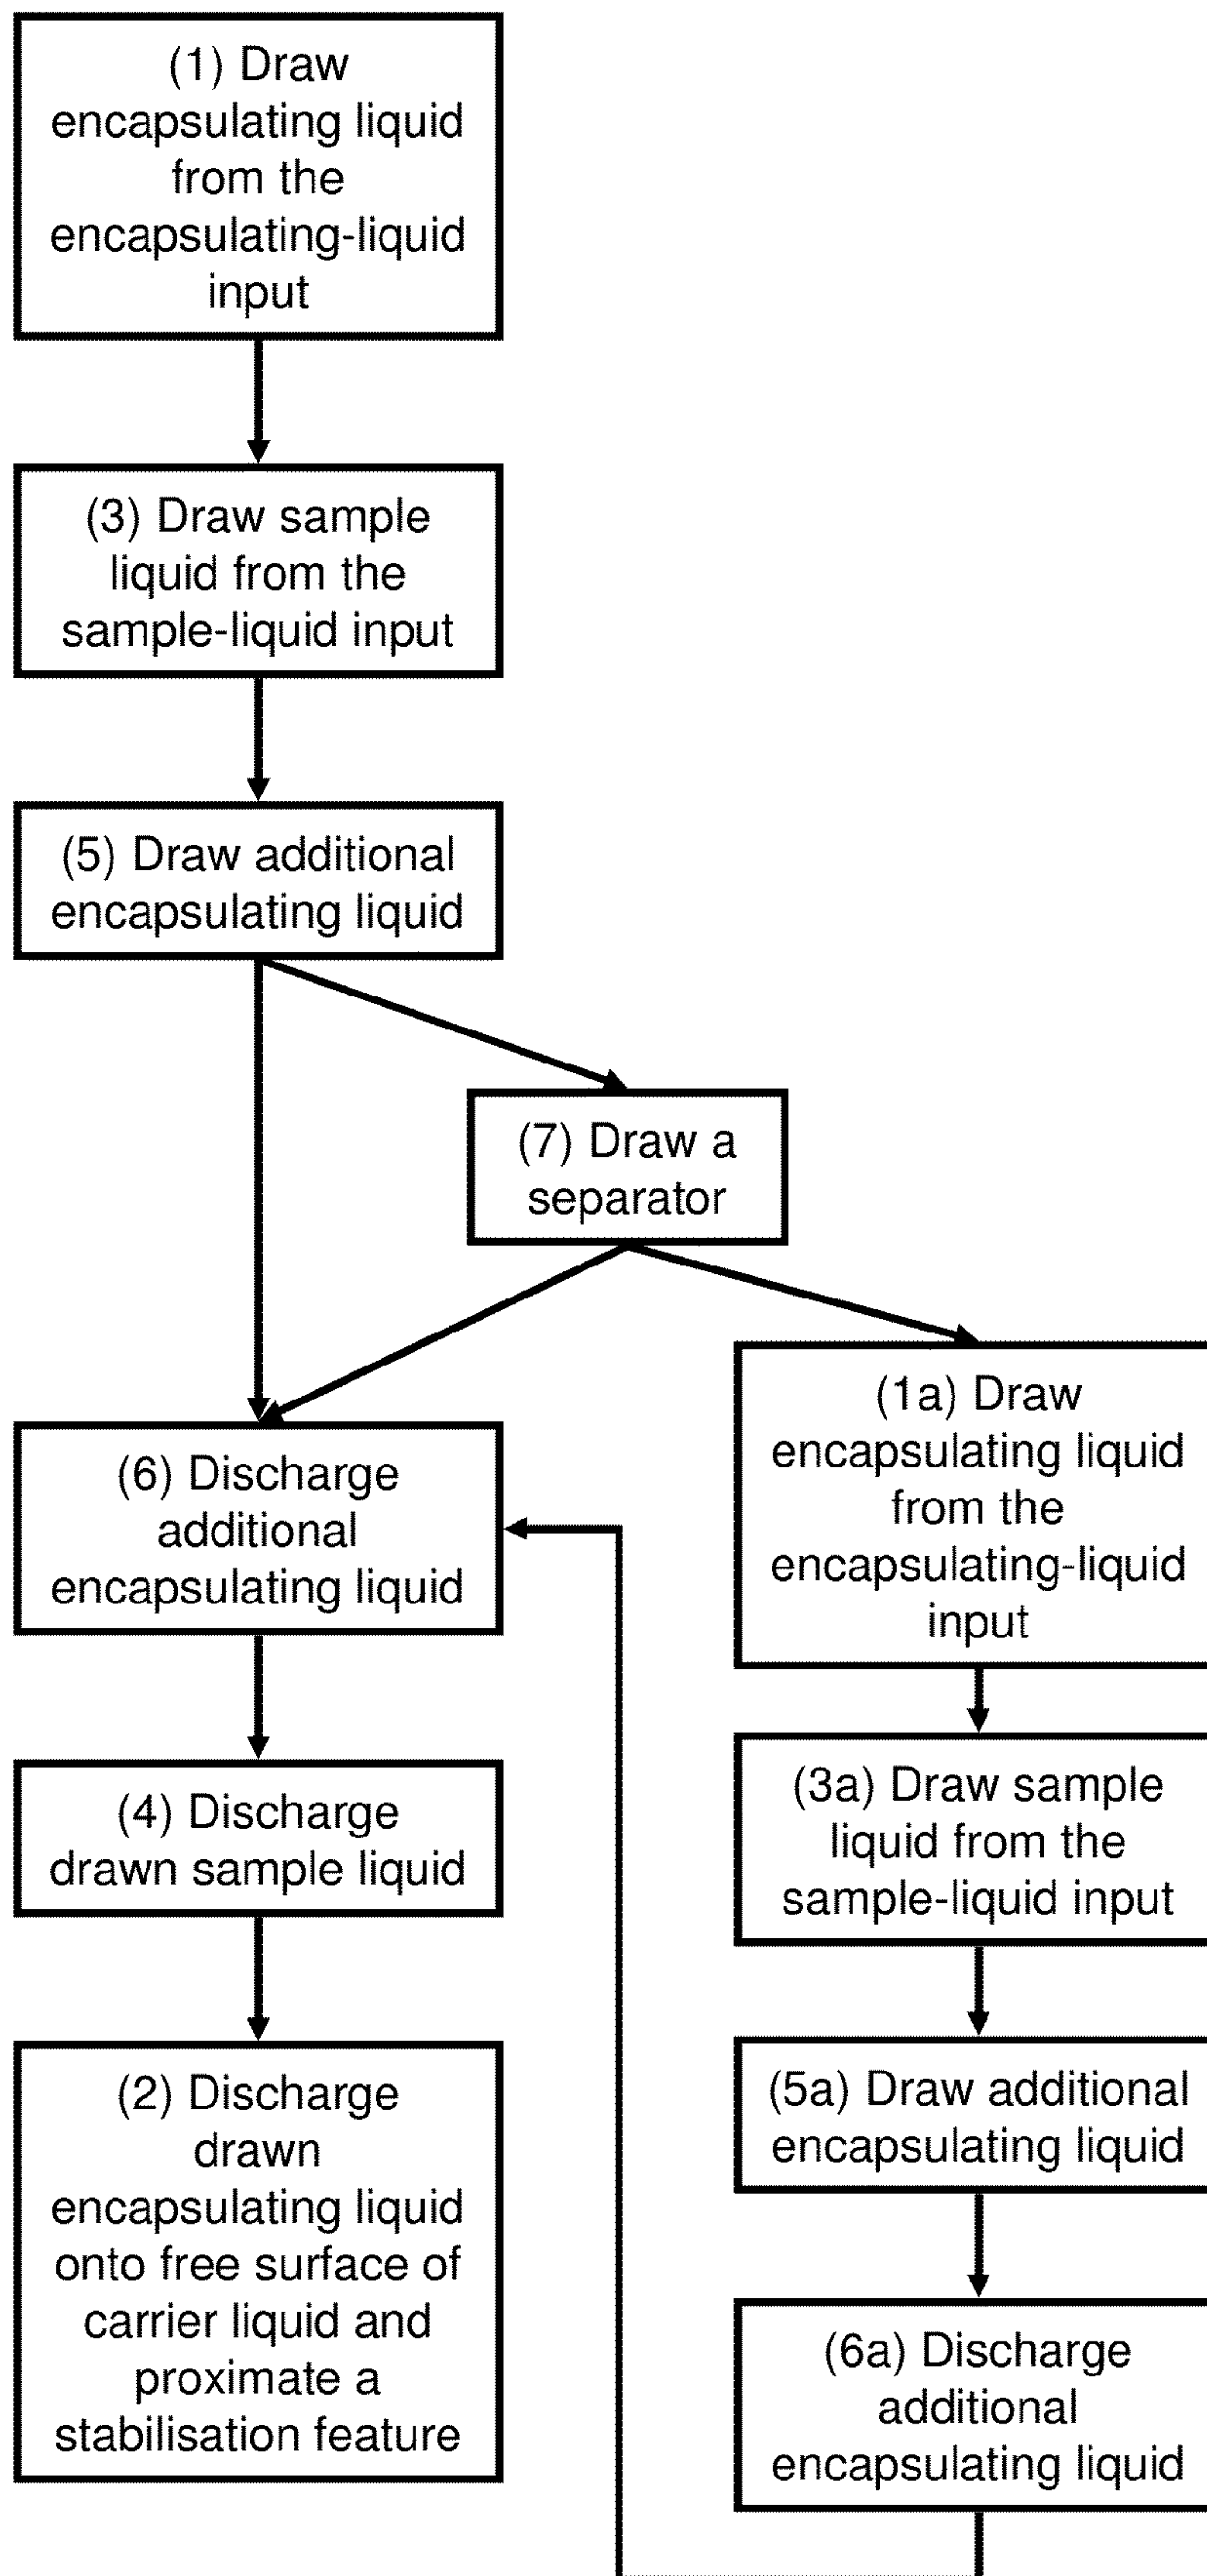 (1) Draw
encapsulating liquid
from the
encapsulating-liquid
input
(3) Draw sample
liquid from the
sample-liquid input
(5) Draw additional
encapsulating liquid
(7) Draw a
separator
(6) Discharge
additional
encapsulating liquid
(4) Discharge
drawn sample liquid
(2) Discharge
drawn
encapsulating liquid
onto free surface of
carrier liquid and
proximate a
stabilisation feature
(1a) Draw
encapsulating liquid
from the
encapsulating-liquid
input
(3a) Draw sample
liquid from the
sample-liquid input
(5a) Draw additional
encapsulating liquid
(6a) Discharge
additional
encapsulating liquid